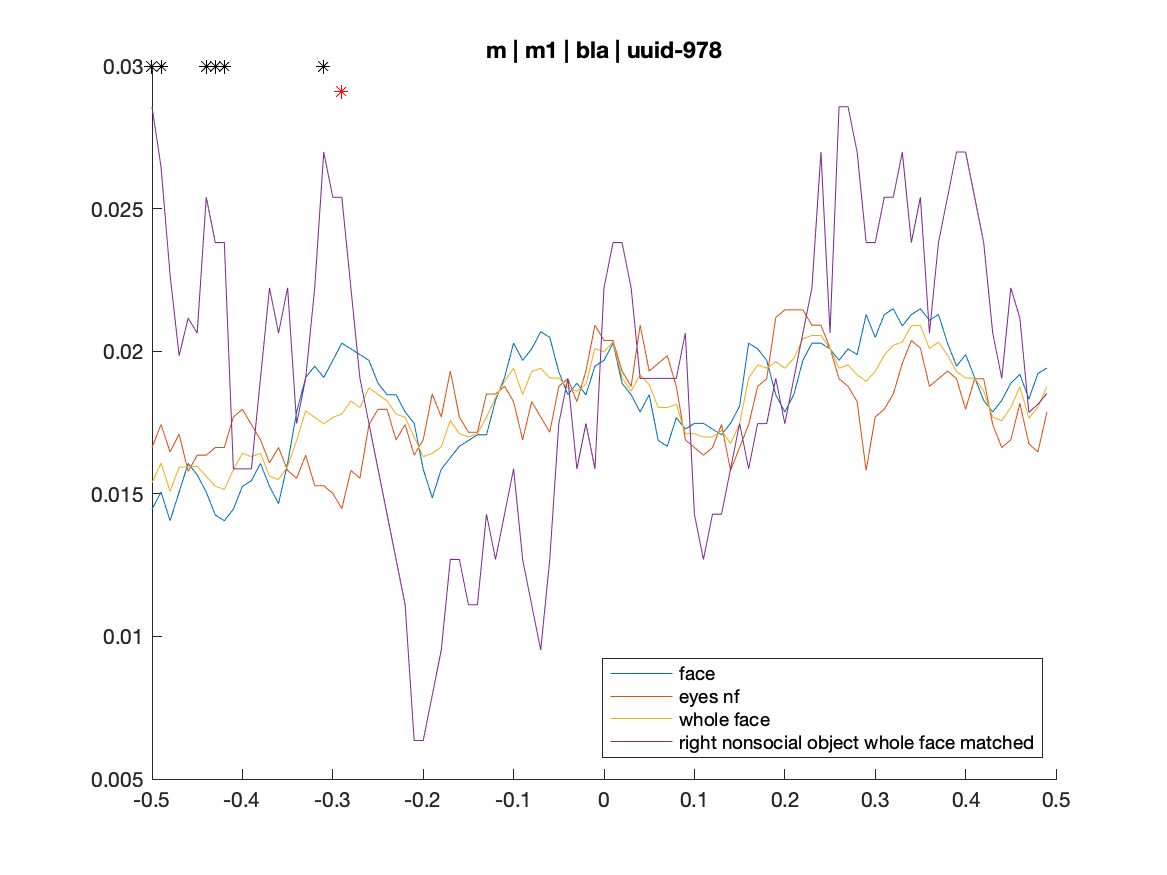 m | m1 | bla | uuid-978
0.03
0.025
0.02
0.015
0.01
0.005
-0.5 -0.4 -0.3 -0.2 -0.1 0 0.1 0.2 0.3 0.4 0.5
face
eyes nf
whole face
right nonsocial object whole face matched